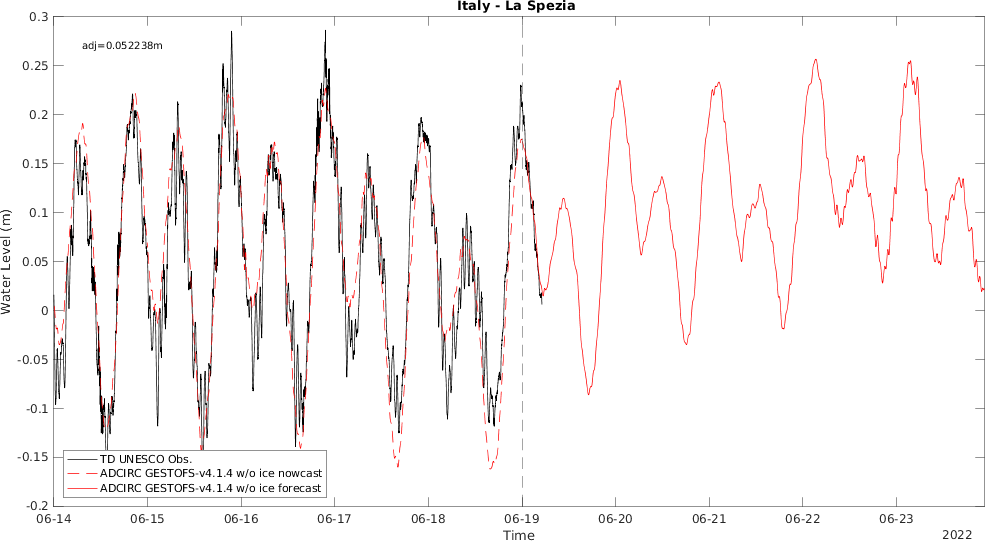 Italy - La Spezia
adj=0.052238m
0.3
0.25
0.2
0.15
0.1
0.05
0
-0.05
-0.1
-0.15
-0.2
Water Level (m)
TD UNESCO Obs.
ADCIRC GESTOFS-v4.1.4 w/o ice nowcast
ADCIRC GESTOFS-v4.1.4 w/o ice forecast
06-14 06-15 06-16 06-17 06-18 06-19 06-20 06-21 06-22 06-23
Time
2022